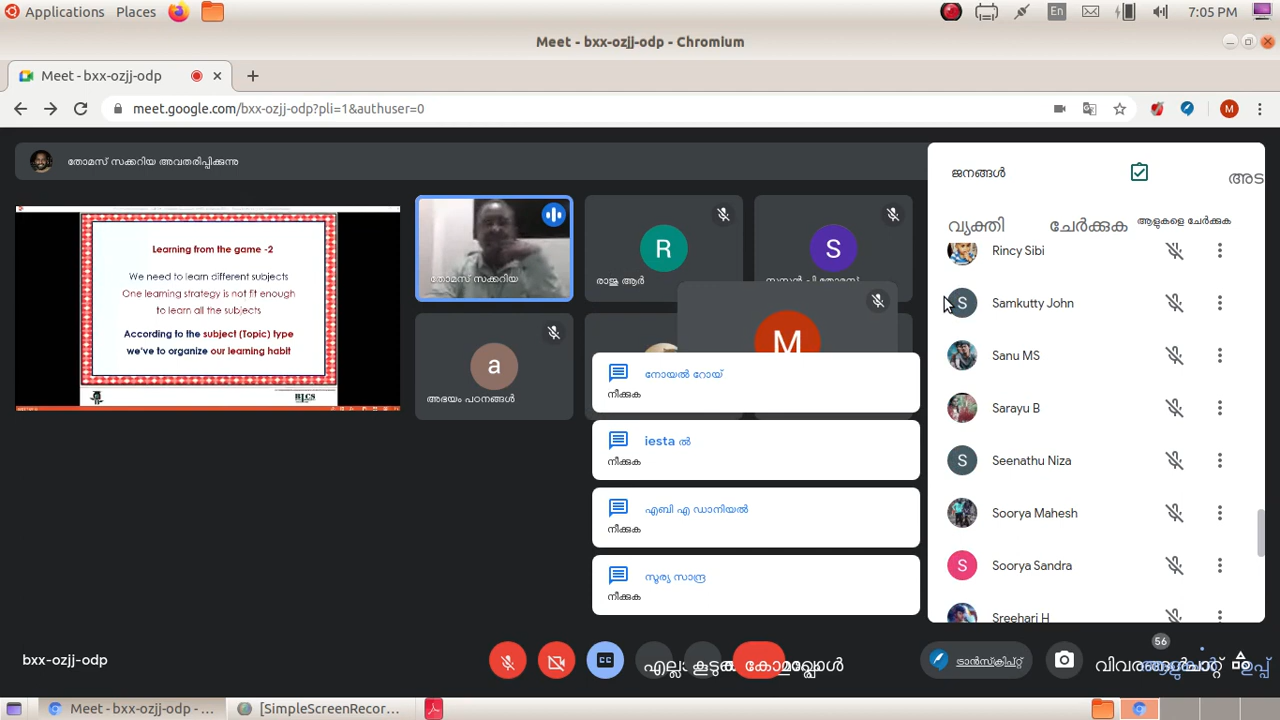 Applications Places En 7:05 PM
Meet - bxx-ozjj-odp - Chromium
Meet - bxx-ozjj-odp
meet.google.com/bxx-ozjj-odp?pli=1&authuser=0 M
തോമസ് സക്കറിയ അവതരിപ്പിക്കുന്നു
Learning from the game -2
We need to learn different subjects
One learning strategy is not fit enough
to learn all the subjects
According to the subject (Topic) type
we've to organize our learning habit
തോമസ് സക്കറിയ
R
രാജു ആർ
S
സൂസൻ പി തോമസ്
a
അഭയം പഠനങ്ങൾ
M
നോയൽ റോയ്
നീക്കുക
iesta ൽ
നീക്കുക
എബി എ ഡാനിയൽ
നീക്കുക
സൂര്യ സാന്ദ്ര
നീക്കുക
ജനങ്ങൾ
അട
വ്യക്തി ചേർക്കുക ആളുകളെ ചേർക്കുക
Rincy Sibi
S Samkutty John
Sanu MS
Sarayu B
S Seenathu Niza
Soorya Mahesh
S Soorya Sandra
Sreehari H
bxx-ozjj-odp
ട്രാൻസ്ക്രിപ്റ്റ്
56
Meet - bxx-ozjj-odp - ...
[SimpleScreenRecor...